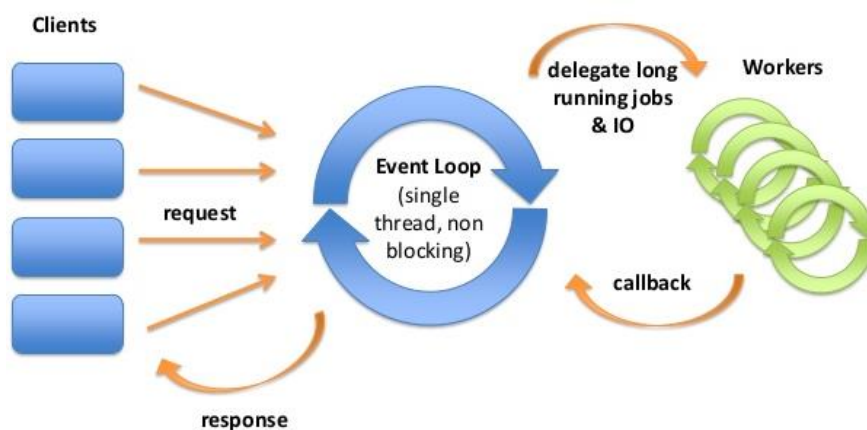 Clients
request
response
Event Loop
(single
thread, non
blocking)
delegate long
running jobs
& IO
callback
Workers